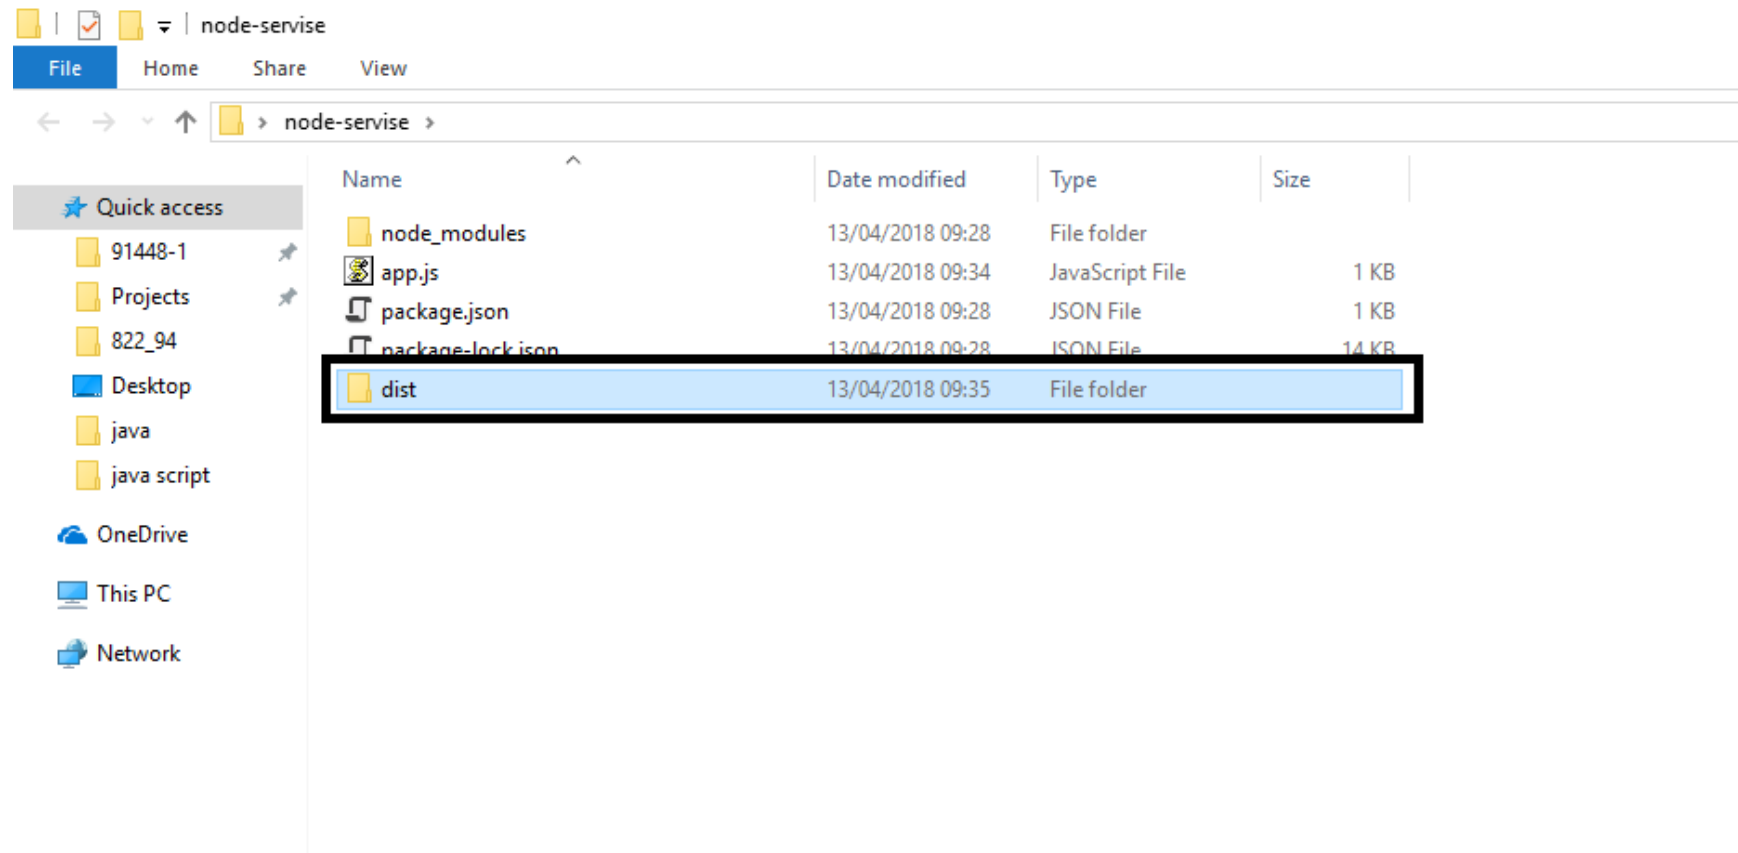 node-servise
File Home Share View
node-servise
Name Date modified Type Size
Quick access
91448-1
Projects
822_94
Desktop
java
java script
OneDrive
This PC
Network
node_modules 13/04/2018 09:28 File folder
app.js 13/04/2018 09:34 JavaScript File 1 KB
package.json 13/04/2018 09:28 JSON File 1 KB
package-lock.json 13/04/2018 09:28 JSON File 14 KB
dist 13/04/2018 09:35 File folder